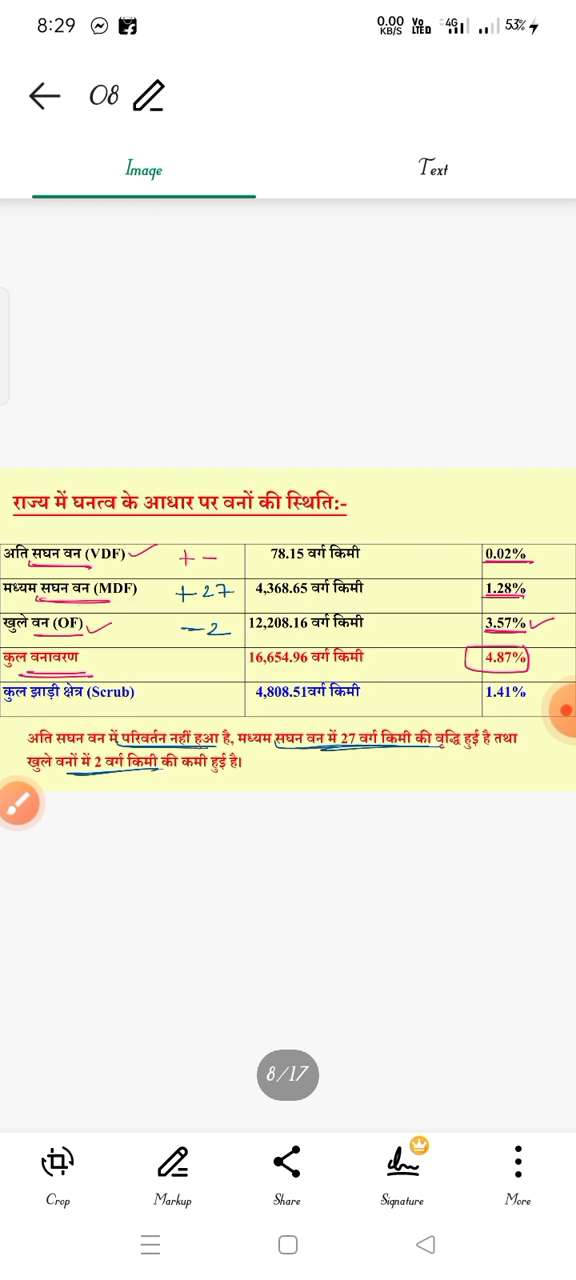 8:29
0.00 KB/S VoLTED 4G 53%
08
Image Text
राज्य में घनत्व के आधार पर वनों की स्थिति:-
अति सघन वन (VDF) + - 78.15 वर्ग किमी 0.02%
मध्यम सघन वन (MDF) +27 4,368.65 वर्ग किमी 1.28%
खुले वन (OF) -2 12,208.16 वर्ग किमी 3.57%
कुल वनावरण 16,654.96 वर्ग किमी 4.87%
कुल झाड़ी क्षेत्र (Scrub) 4,808.51वर्ग किमी 1.41%
अति सघन वन में परिवर्तन नहीं हुआ है, मध्यम सघन वन में 27 वर्ग किमी की वृद्धि हुई है तथा
खुले वनों में 2 वर्ग किमी की कमी हुई है।
8/17
Crop Markup Share Signature More